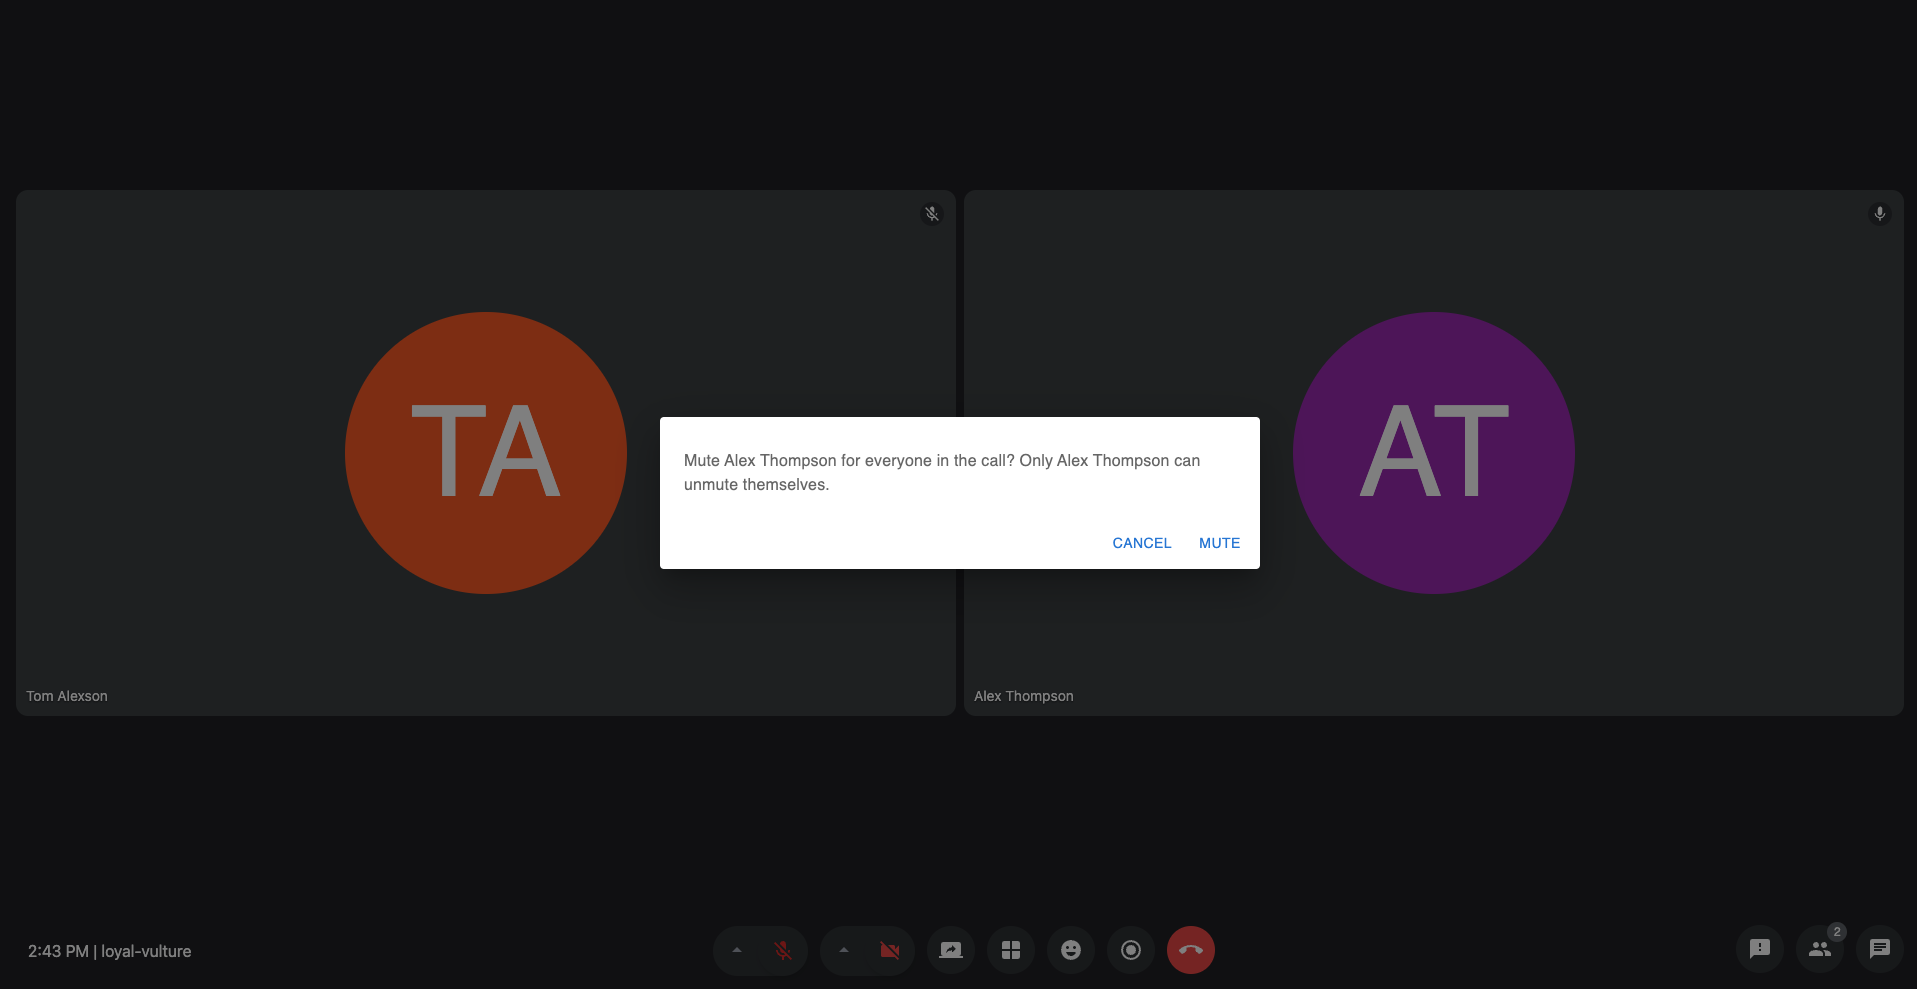 TA
AT
Mute Alex Thompson for everyone in the call? Only Alex Thompson can
unmute themselves.
CANCEL MUTE
Tom Alexson
Alex Thompson
2:43 PM | loyal-vulture
2